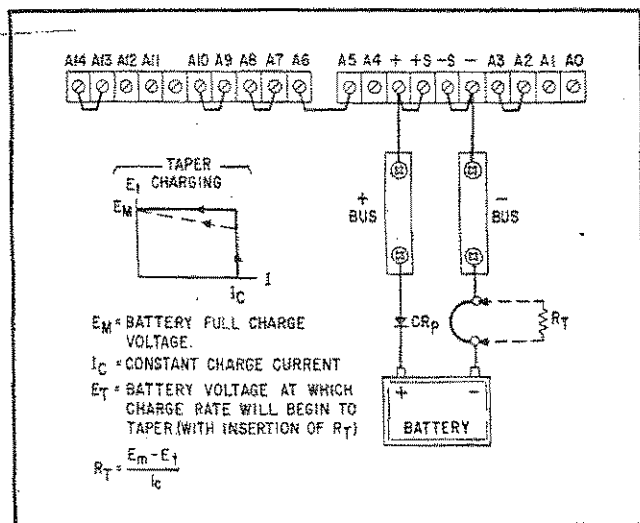 A14 A13 A12 A11 A10 A9 A8 A7 A6 A5 A4 + +S -S - A3 A2 A1 A0
TAPER
CHARGING
E1
EM
I
IC
+
BUS
-
BUS
CRP
RT
+ -
BATTERY
EM = BATTERY FULL CHARGE
VOLTAGE.
IC = CONSTANT CHARGE CURRENT
ET = BATTERY VOLTAGE AT WHICH
CHARGE RATE WILL BEGIN TO
TAPER (WITH INSERTION OF RT)
RT = Em - Et
Ic